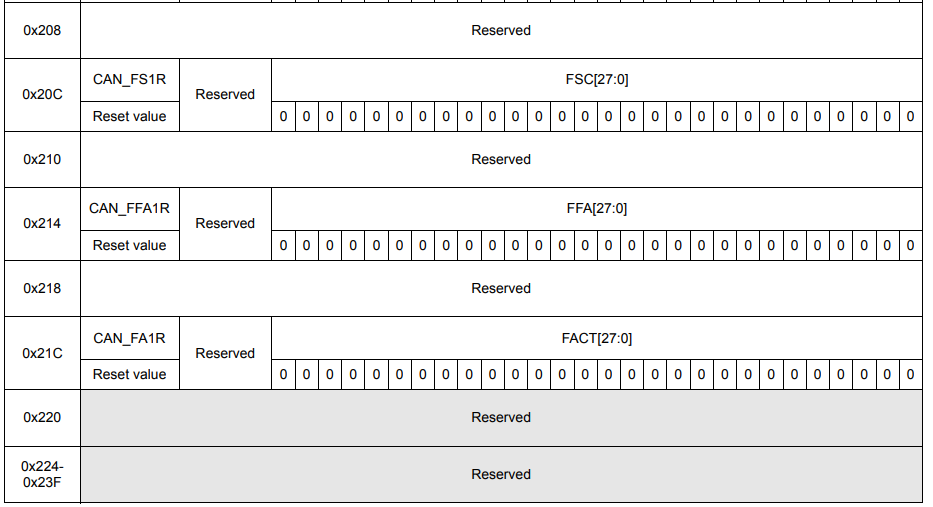 0x208 Reserved
CAN_FS1R FSC[27:0]
0x20C Reserved
Reset value 0 0 0 0 0 0 0 0 0 0 0 0 0 0 0 0 0 0 0 0 0 0 0 0 0 0 0 0
0x210 Reserved
CAN_FFA1R FFA[27:0]
0x214 Reserved
Reset value 0 0 0 0 0 0 0 0 0 0 0 0 0 0 0 0 0 0 0 0 0 0 0 0 0 0 0 0
0x218 Reserved
CAN_FA1R FACT[27:0]
0x21C Reserved
Reset value 0 0 0 0 0 0 0 0 0 0 0 0 0 0 0 0 0 0 0 0 0 0 0 0 0 0 0 0
0x220 Reserved
0x224-
0x23F Reserved